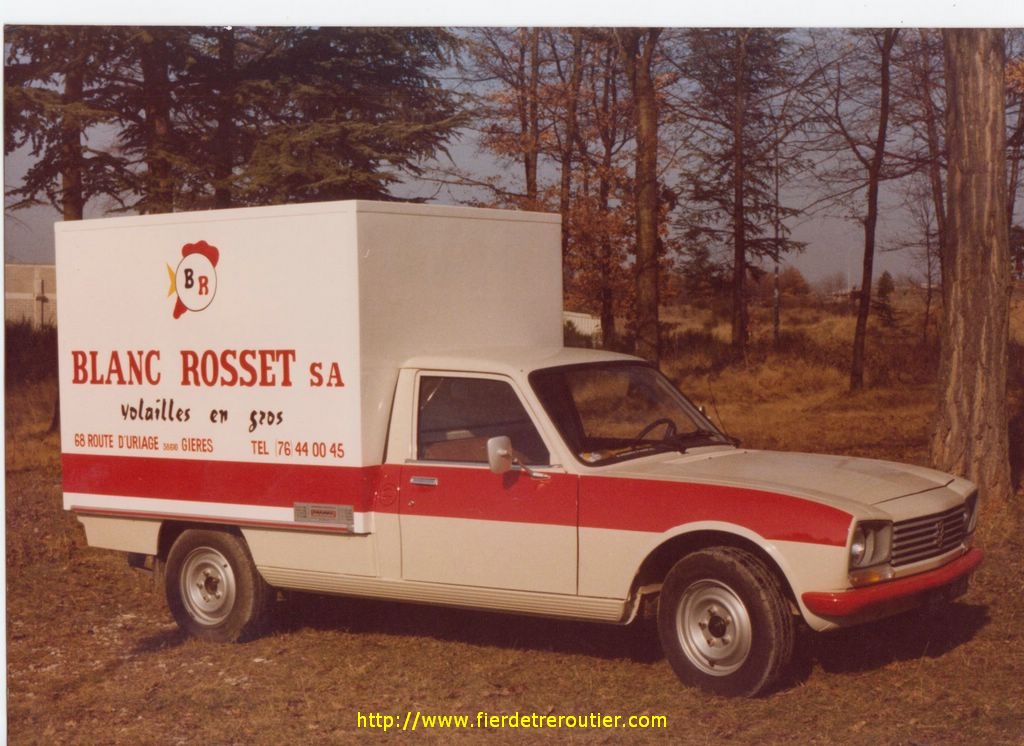 B R
BLANC ROSSET SA
Volailles en gros
68 ROUTE D'URIAGE 38610 GIERES TEL (76) 44 00 45
http://www.fierdetreroutier.com